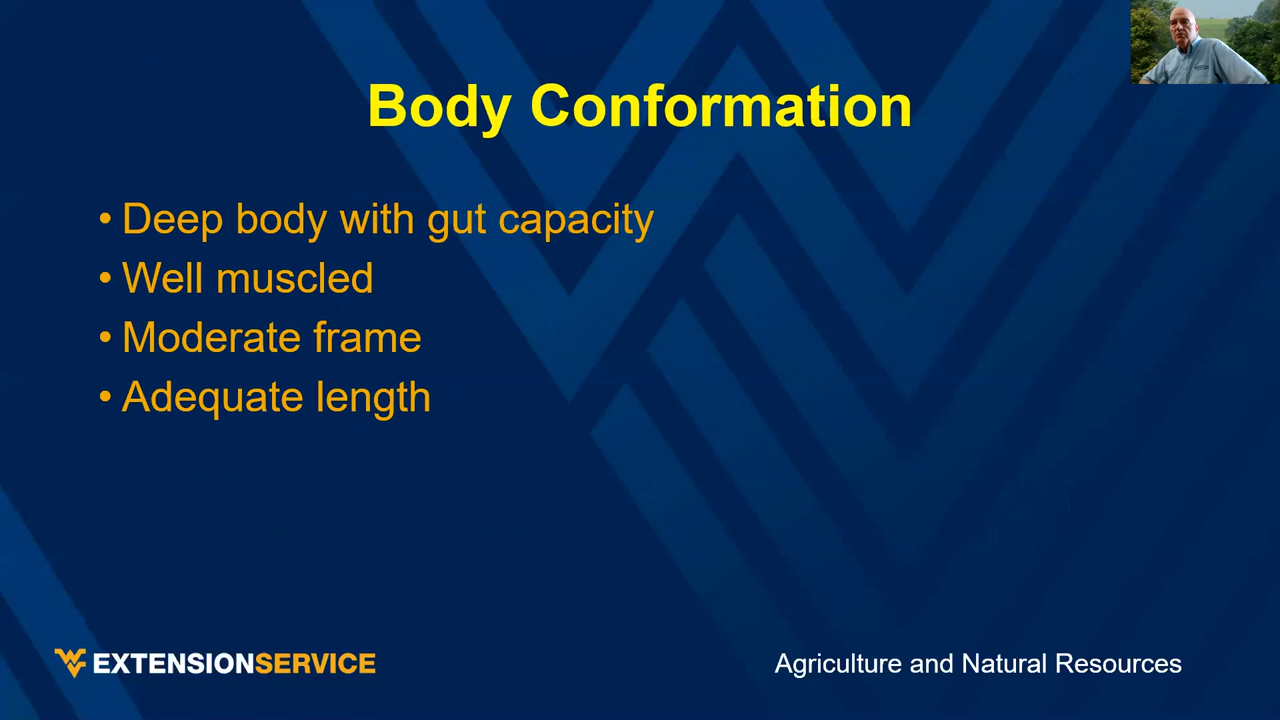 Body Conformation
• Deep body with gut capacity
• Well muscled
• Moderate frame
• Adequate length
EXTENSIONSERVICE
Agriculture and Natural Resources